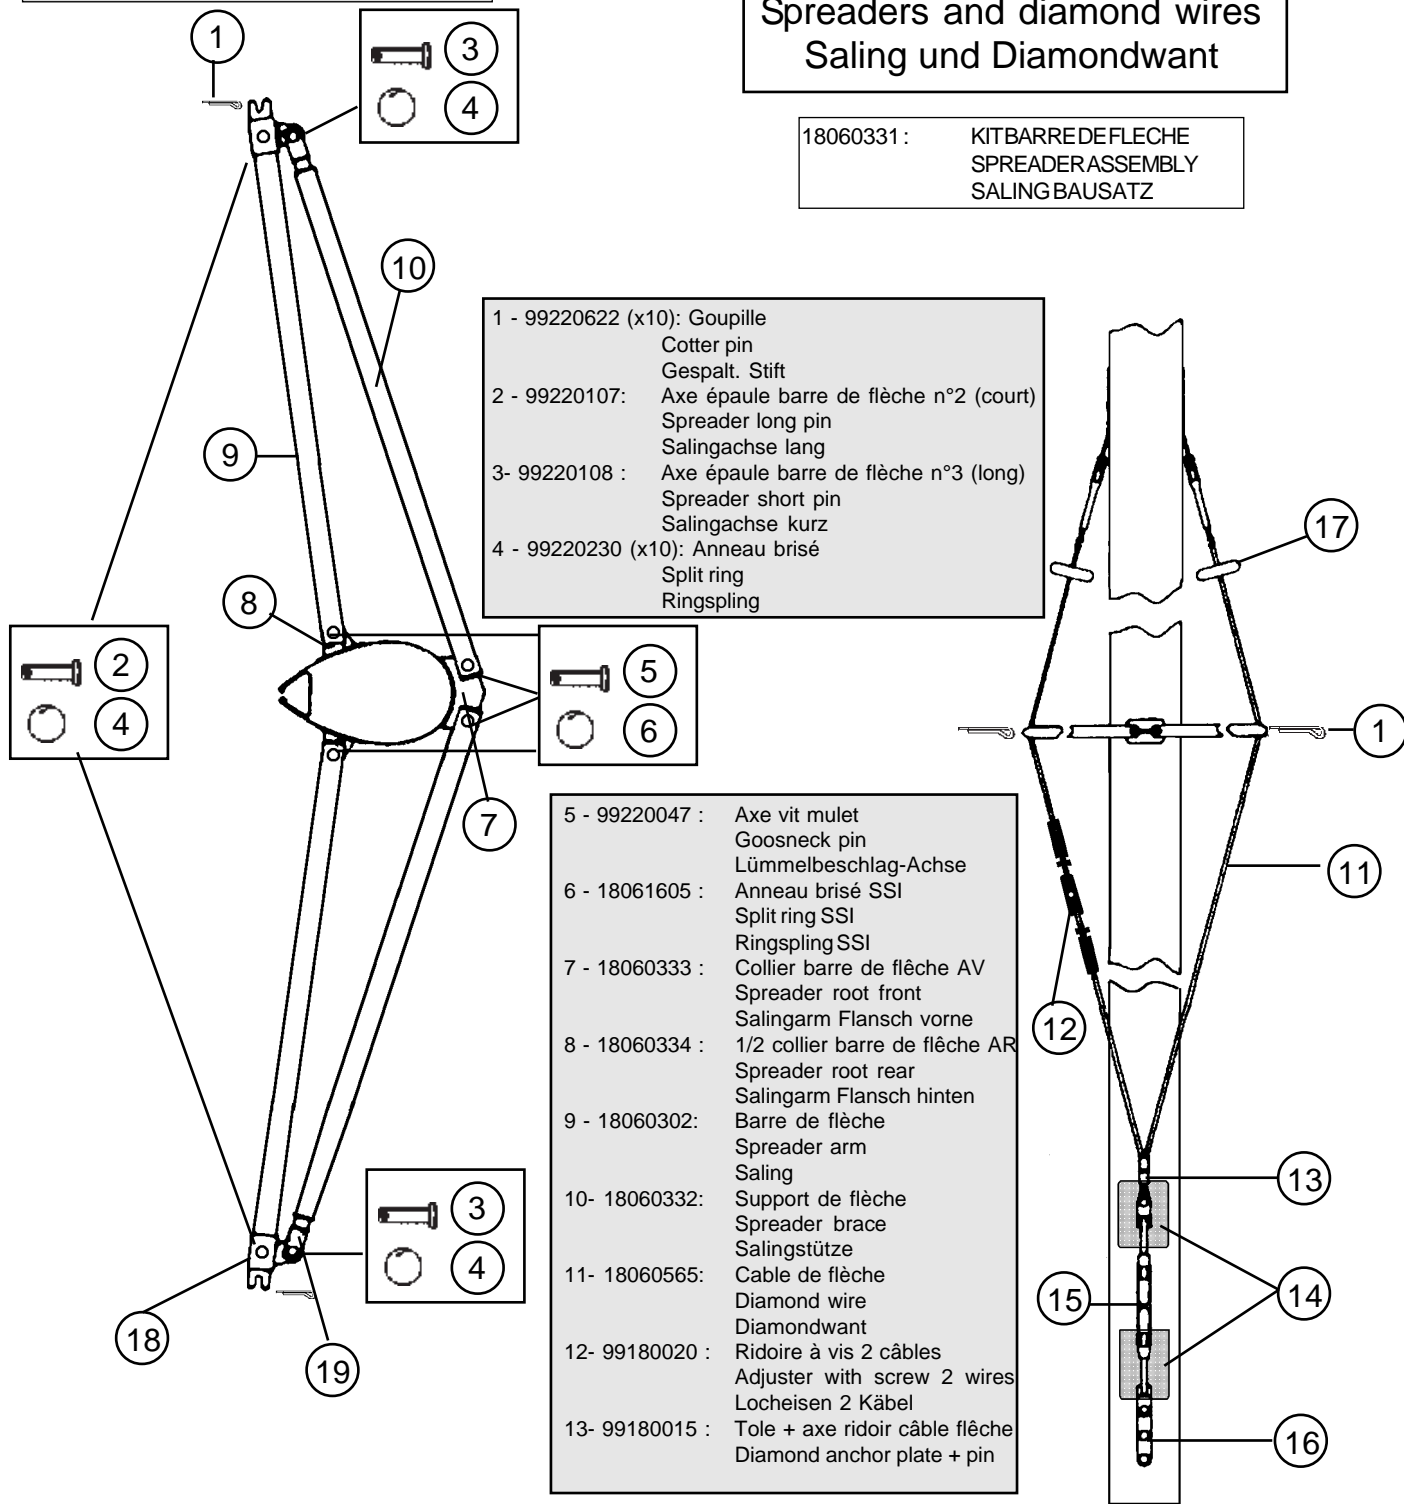 Spreaders and diamond wires
Saling und Diamondwant
18060331 : KITBARREDEFLECHE
SPREADERASSEMBLY
SALINGBAUSATZ
1
3
4
10
9
8
2
4
5
6
7
3
4
18
19
1 - 99220622 (x10): Goupille
Cotter pin
Gespalt. Stift
2 - 99220107: Axe épaule barre de flèche n°2 (court)
Spreader long pin
Salingachse lang
3- 99220108 : Axe épaule barre de flèche n°3 (long)
Spreader short pin
Salingachse kurz
4 - 99220230 (x10): Anneau brisé
Split ring
Ringspling
5 - 99220047 : Axe vit mulet
Goosneck pin
Lümmelbeschlag-Achse
6 - 18061605 : Anneau brisé SSI
Split ring SSI
Ringspling SSI
7 - 18060333 : Collier barre de flêche AV
Spreader root front
Salingarm Flansch vorne
8 - 18060334 : 1/2 collier barre de flêche AR
Spreader root rear
Salingarm Flansch hinten
9 - 18060302: Barre de flèche
Spreader arm
Saling
10- 18060332: Support de flèche
Spreader brace
Salingstütze
11- 18060565: Cable de flèche
Diamond wire
Diamondwant
12- 99180020 : Ridoire à vis 2 câbles
Adjuster with screw 2 wires
Locheisen 2 Käbel
13- 99180015 : Tole + axe ridoir câble flêche
Diamond anchor plate + pin
17
1
11
12
13
14
15
16